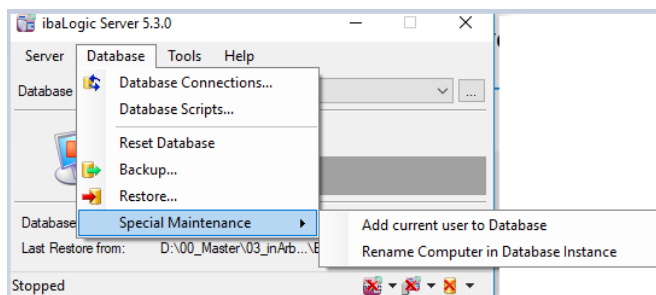 ibaLogic Server 5.3.0
Server Database Tools Help
Database
...
Database Connections...
Database Scripts...
Reset Database
Backup...
Restore...
Database
Special Maintenance
Add current user to Database
Last Restore from: D:\00_Master\03_inArb...\
Rename Computer in Database Instance
Stopped